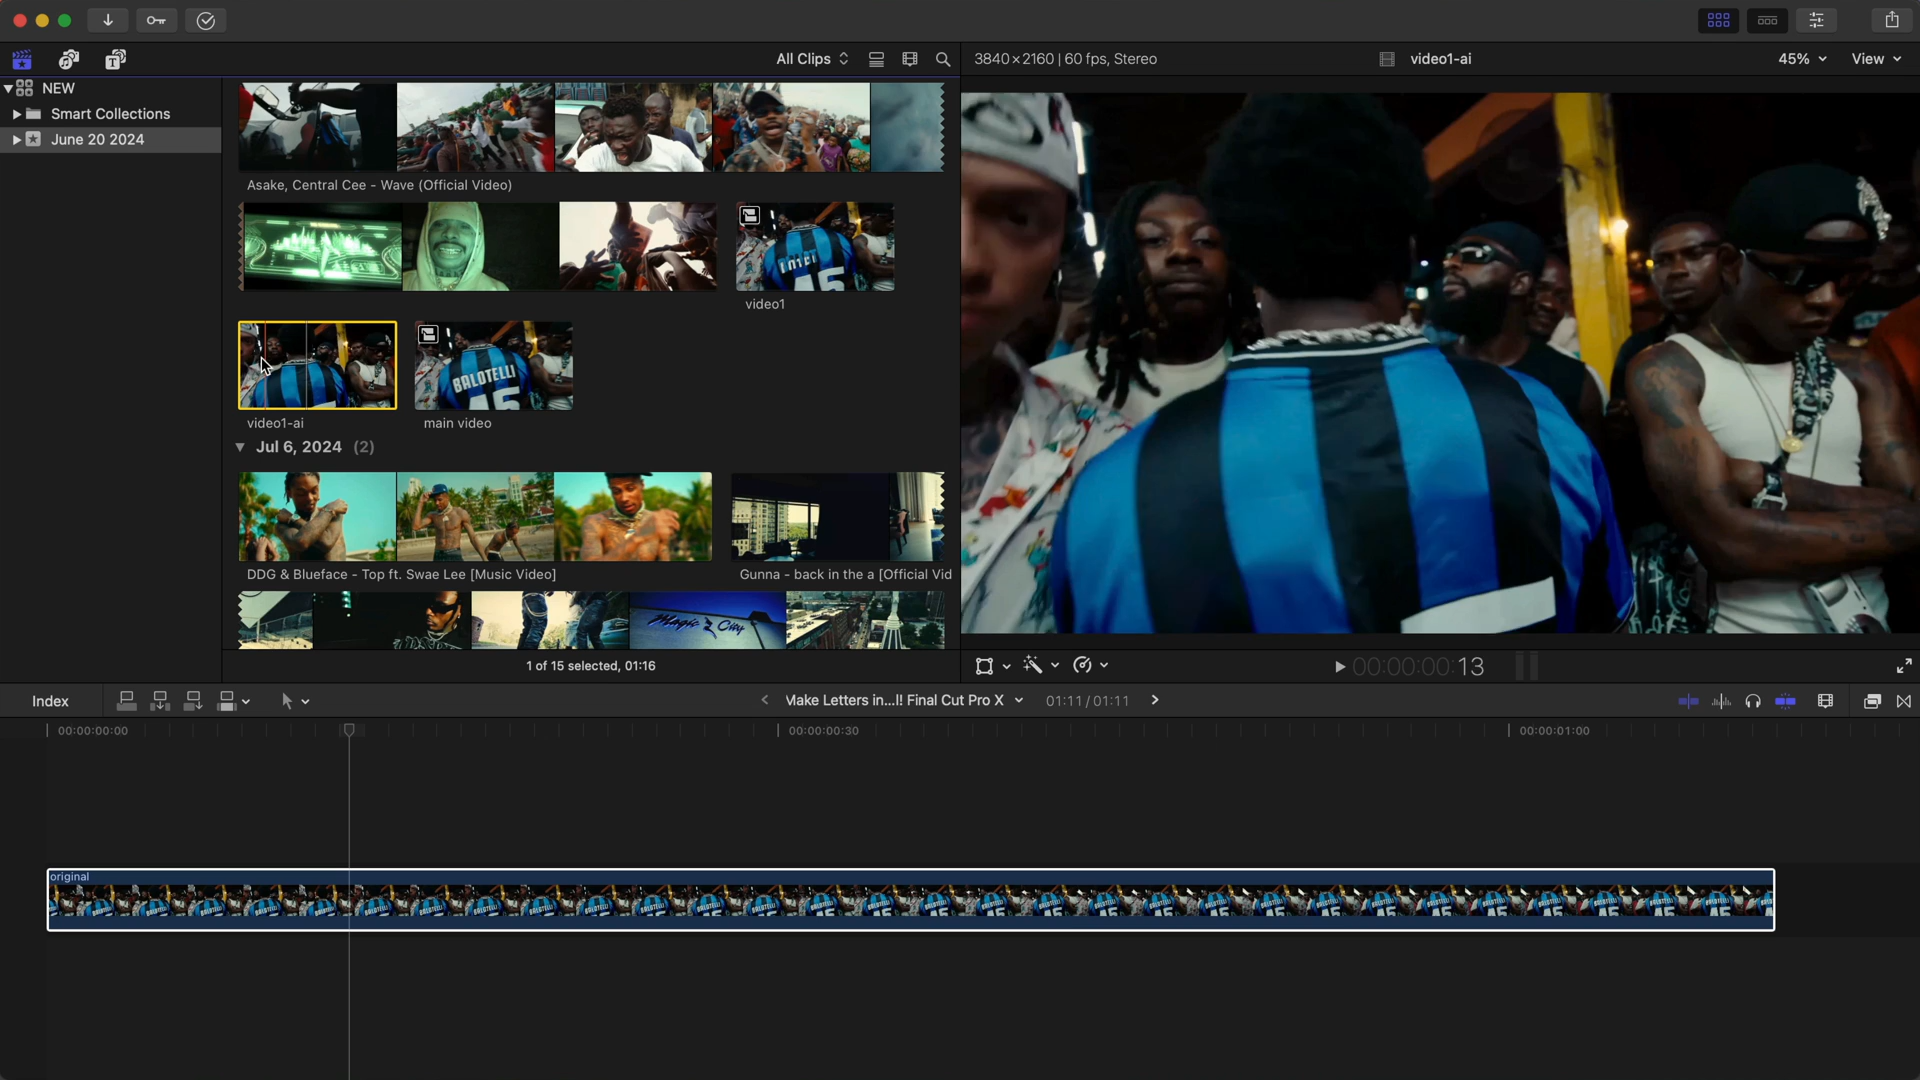 All Clips
3840×2160 | 60 fps, Stereo
video1-ai
45%
View
NEW
Smart Collections
June 20 2024
Asake, Central Cee - Wave (Official Video)
video1
BALOTELLI
45
video1-ai
main video
Jul 6, 2024 (2)
DDG & Blueface - Top ft. Swae Lee [Music Video]
Gunna - back in the a [Official Vid
Magic City
1 of 15 selected, 01:16
00:00:00:13
Index
Make Letters in...l! Final Cut Pro X
01:11 / 01:11
00:00:00:00
00:00:00:30
00:00:01:00
original